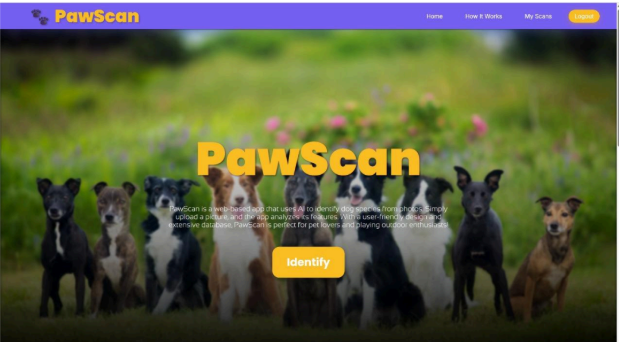 PawScan
Home
How It Works
My Scans
Logout
PawScan
PawScan is a web-based app that uses AI to identify dog species from photos. Simply
upload a picture, and the app analyzes its features. With a user-friendly design and
extensive database, PawScan is perfect for pet lovers and playing outdoor enthusiasts!
Identify